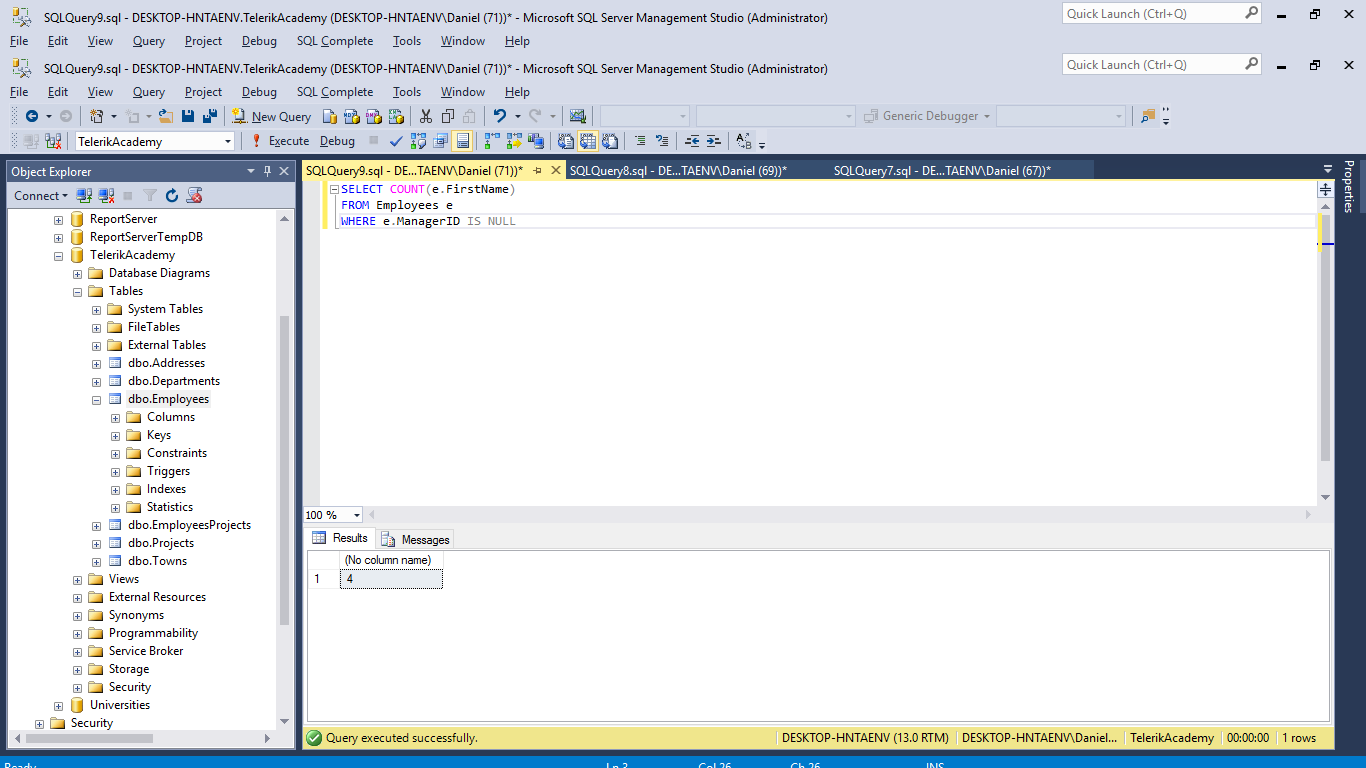 SQLQuery9.sql - DESKTOP-HNTAENV.TelerikAcademy (DESKTOP-HNTAENV\Daniel (71))* - Microsoft SQL Server Management Studio (Administrator)
Quick Launch (Ctrl+Q)
File Edit View Query Project Debug SQL Complete Tools Window Help
SQLQuery9.sql - DESKTOP-HNTAENV.TelerikAcademy (DESKTOP-HNTAENV\Daniel (71))* - Microsoft SQL Server Management Studio (Administrator)
Quick Launch (Ctrl+Q)
File Edit View Query Project Debug SQL Complete Tools Window Help
New Query Generic Debugger
TelerikAcademy Execute Debug
Object Explorer
Connect
ReportServer
ReportServerTempDB
TelerikAcademy
Database Diagrams
Tables
System Tables
FileTables
External Tables
dbo.Addresses
dbo.Departments
dbo.Employees
Columns
Keys
Constraints
Triggers
Indexes
Statistics
dbo.EmployeesProjects
dbo.Projects
dbo.Towns
Views
External Resources
Synonyms
Programmability
Service Broker
Storage
Security
Universities
Security
SQLQuery9.sql - DE...TAENV\Daniel (71))* SQLQuery8.sql - DE...TAENV\Daniel (69))* SQLQuery7.sql - DE...TAENV\Daniel (67))*
SELECT COUNT(e.FirstName)
FROM Employees e
WHERE e.ManagerID IS NULL
100 %
Results Messages
(No column name)
1 4
Query executed successfully. DESKTOP-HNTAENV (13.0 RTM) DESKTOP-HNTAENV\Daniel... TelerikAcademy 00:00:00 1 rows
Properties
Ready Ln 3 Col 26 Ch 26 INS